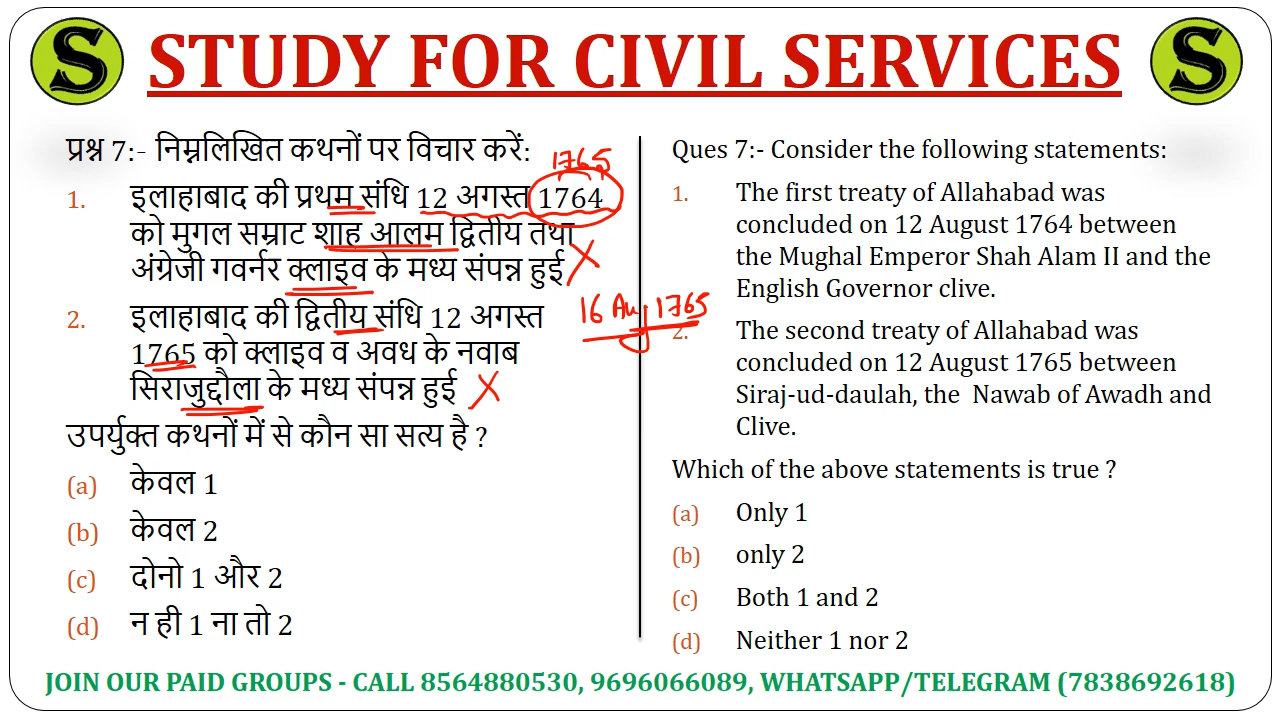 S STUDY FOR CIVIL SERVICES S
प्रश्न 7:- निम्नलिखित कथनों पर विचार करें:
1765
1. इलाहाबाद की प्रथम संधि 12 अगस्त 1764
को मुगल सम्राट शाह आलम द्वितीय तथा
अंग्रेजी गवर्नर क्लाइव के मध्य संपन्न हुई
16 Aug 1765
2. इलाहाबाद की द्वितीय संधि 12 अगस्त
1765 को क्लाइव व अवध के नवाब
सिराजुद्दौला के मध्य संपन्न हुई
उपर्युक्त कथनों में से कौन सा सत्य है ?
(a) केवल 1
(b) केवल 2
(c) दोनो 1 और 2
(d) न ही 1 ना तो 2
Ques 7:- Consider the following statements:
1. The first treaty of Allahabad was
concluded on 12 August 1764 between
the Mughal Emperor Shah Alam II and the
English Governor clive.
2. The second treaty of Allahabad was
concluded on 12 August 1765 between
Siraj-ud-daulah, the Nawab of Awadh and
Clive.
Which of the above statements is true ?
(a) Only 1
(b) only 2
(c) Both 1 and 2
(d) Neither 1 nor 2
JOIN OUR PAID GROUPS - CALL 8564880530, 9696066089, WHATSAPP/TELEGRAM (7838692618)